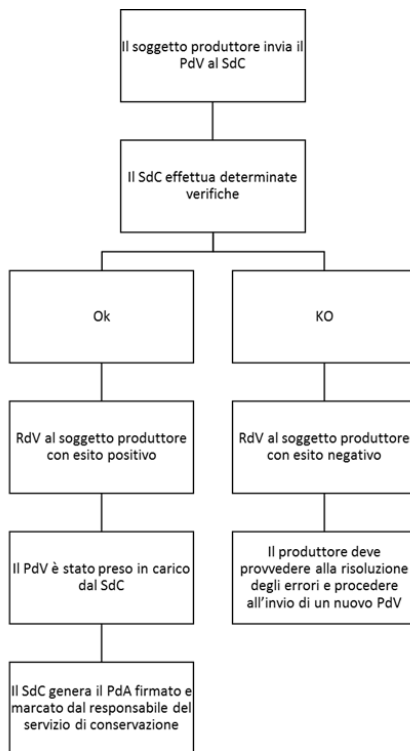 Il soggetto produttore invia il
PdV al SdC
Il SdC effettua determinate
verifiche
Ok
KO
RdV al soggetto produttore
con esito positivo
RdV al soggetto produttore
con esito negativo
Il PdV è stato preso in carico
dal SdC
Il produttore deve
provvedere alla risoluzione
degli errori e procedere
all'invio di un nuovo PdV
Il SdC genera il PdA firmato e
marcato dal responsabile del
servizio di conservazione